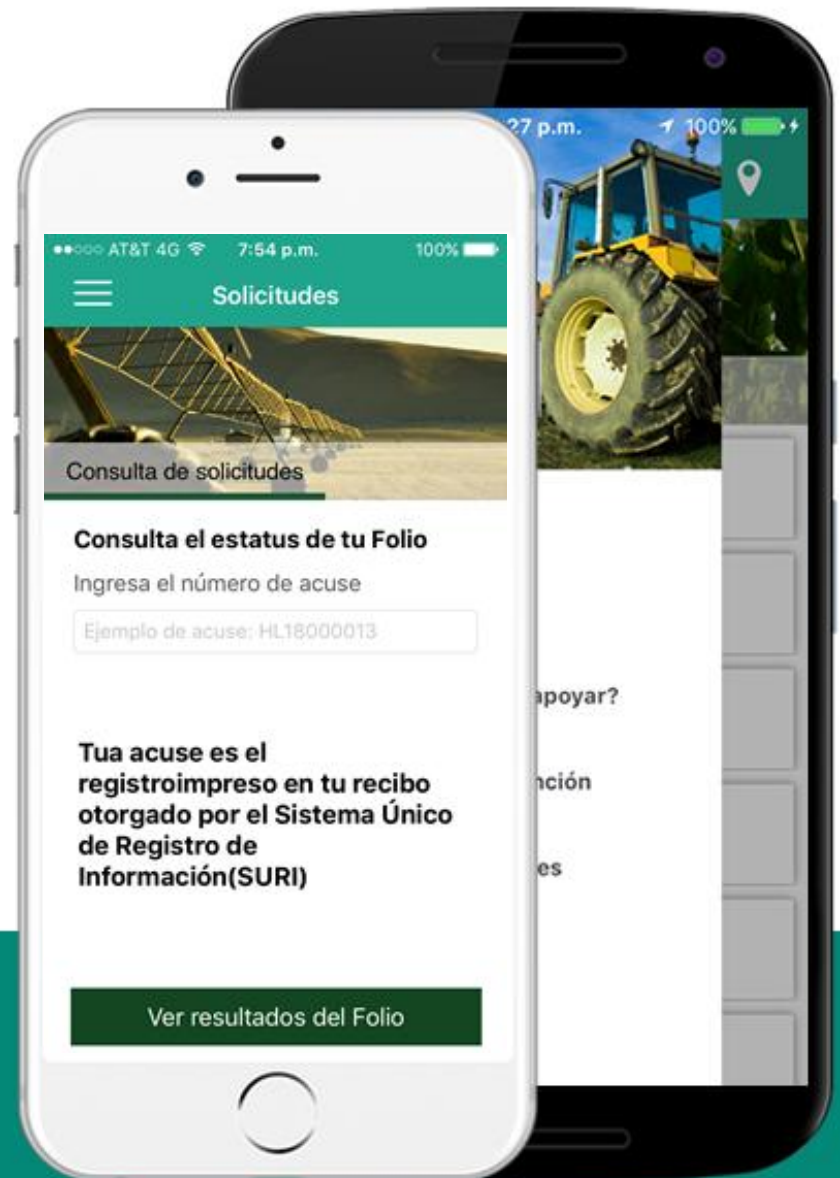 AT&T 4G 7:54 p.m. 100%
Solicitudes
Consulta de solicitudes
Consulta el estatus de tu Folio
Ingresa el número de acuse
Ejemplo de acuse: HL18000013
Tua acuse es el
registroimpreso en tu recibo
otorgado por el Sistema Único
de Registro de
Información(SURI)
Ver resultados del Folio
27 p.m. 100%
apoyar?
nción
es